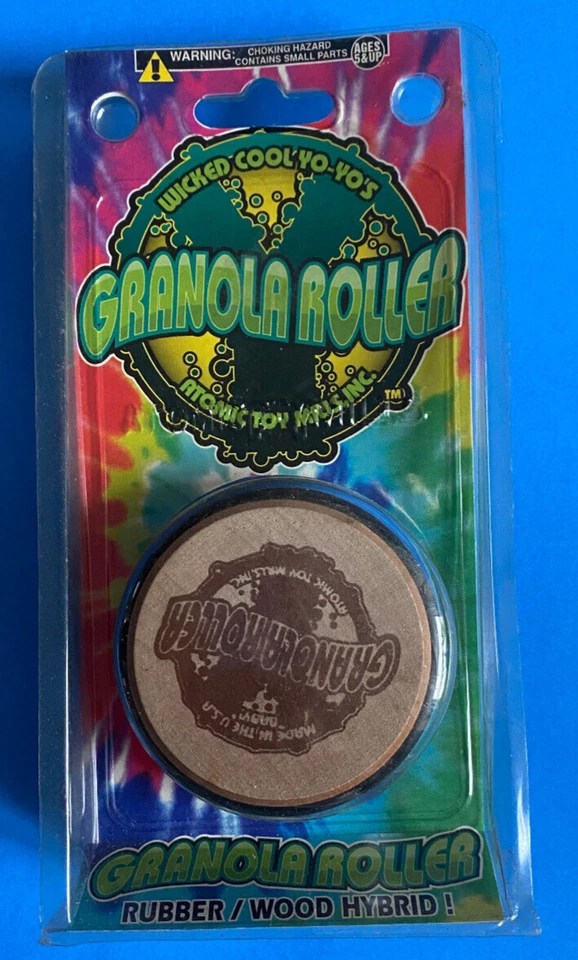 WARNING: CHOKING HAZARD
CONTAINS SMALL PARTS
AGES
5&UP
WICKED COOL YO-YO'S
GRANOLA ROLLER
ATOMIC TOY MILLS, INC.
TM
ATOMIC TOY MILLS, INC.
GRANOLA ROLLER
MADE IN THE U.S.A
GRANOLA ROLLER
RUBBER / WOOD HYBRID !